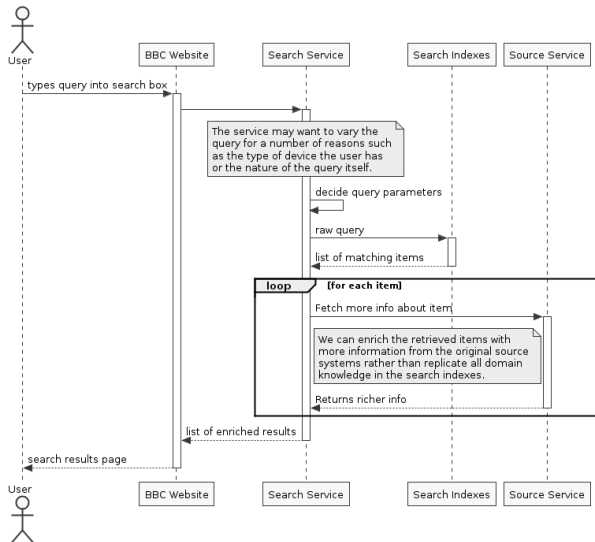 User
BBC Website
Search Service
Search Indexes
Source Service
types query into search box
The service may want to vary the
query for a number of reasons such
as the type of device the user has
or the nature of the query itself.
decide query parameters
raw query
list of matching items
loop
[for each item]
Fetch more info about item
We can enrich the retrieved items with
more information from the original source
systems rather than replicate all domain
knowledge in the search indexes.
Returns richer info
list of enriched results
search results page
User
BBC Website
Search Service
Search Indexes
Source Service